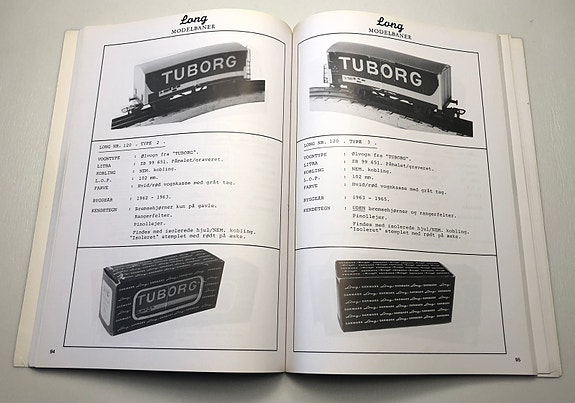 Long
MODELBANER
TUBORG
LONG NR. 120 . TYPE 2 .
VOGNTYPE : Ølvogn fra "TUBORG".
LITRA : ZB 99 651. Påmalet/graveret.
KOBLING : NEM. kobling.
L.O.P. : 102 mm.
FARVE : Hvid/rød vognkasse med gråt tag.
BYGGEÅR : 1962 - 1963.
KENDETEGN : Bremsehjørner kun på gavle.
Rangerfelter.
Pinollejer.
Findes med isolerede hjul/NEM. kobling.
"Isoleret" stemplet med rødt på æske.
TUBORG
94
Long
MODELBANER
TUBORG
LONG NR. 120 . TYPE 3 .
VOGNTYPE : Ølvogn fra "TUBORG".
LITRA : ZB 99 651. Påmalet/graveret.
KOBLING : NEM. kobling.
L.O.P. : 102 mm.
FARVE : Hvid/rød vognkasse med gråt tag.
BYGGEÅR : 1963 - 1965.
KENDETEGN : UDEN bremsehjørner og rangerfelter.
Pinollejer.
Findes med isolerede hjul/NEM. kobling.
"Isoleret" stemplet med rødt på æske.
95